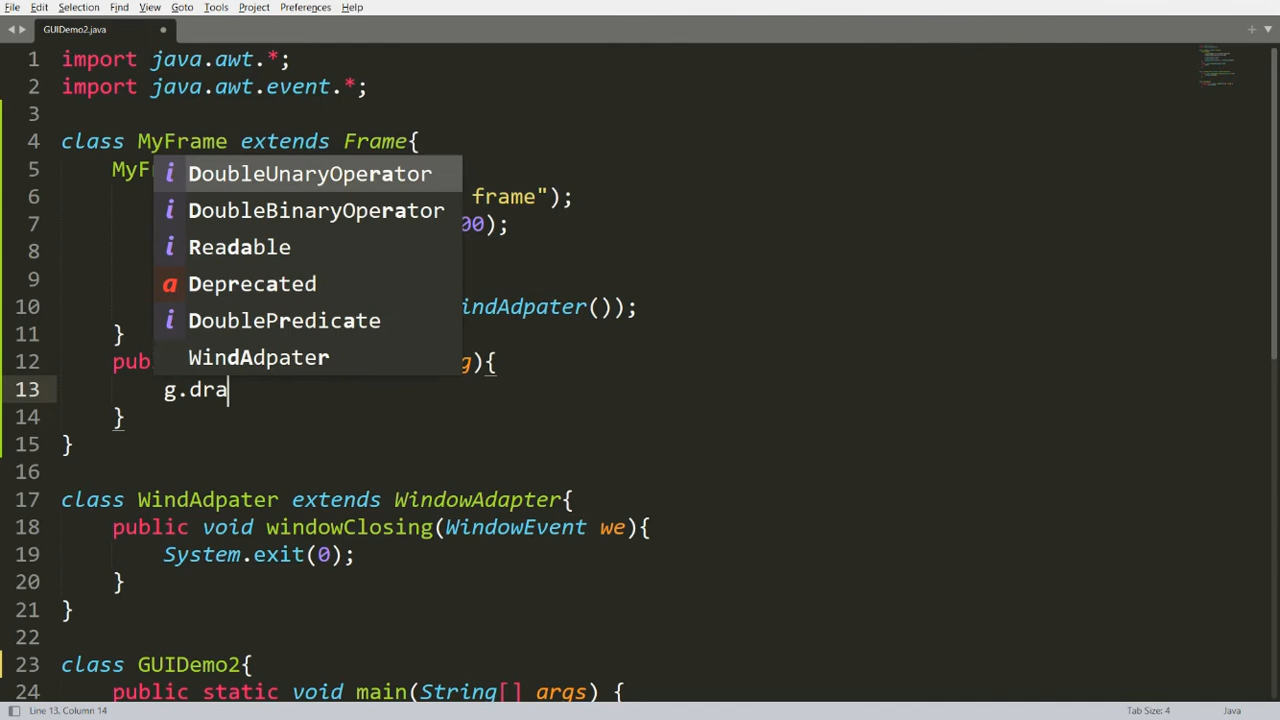 File Edit Selection Find View Goto Tools Project Preferences Help
GUIDemo2.java
1 import java.awt.*;
2 import java.awt.event.*;
3
4 class MyFrame extends Frame{
5 MyF
DoubleUnaryOperator
6 frame");
DoubleBinaryOperator
7 00);
8
Readable
9
Deprecated
10 indAdpater());
DoublePredicate
11 }
WindAdpater
12 pub g){
13 g.dra
14 }
15 }
16
17 class WindAdpater extends WindowAdapter{
18 public void windowClosing(WindowEvent we){
19 System.exit(0);
20 }
21 }
22
23 class GUIDemo2{
24 public static void main(String[] args) {
Line 13, Column 14 Tab Size: 4 Java